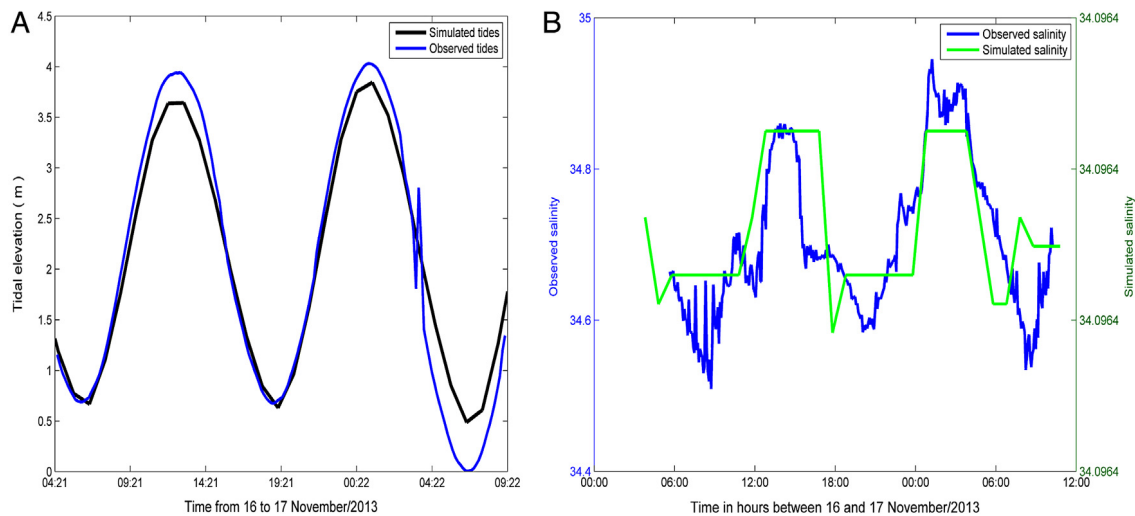 A
Tidal elevation ( m )
4.5
4
3.5
3
2.5
2
1.5
1
0.5
0
Simulated tides
Observed tides
04:21
09:21
14:21
19:21
00:22
04:22
09:22
Time from 16 to 17 November/2013
B
Observed salinity
35
34.8
34.6
34.4
Observed salinity
Simulated salinity
34.0964
34.0964
34.0964
34.0964
Simulated salinity
00:00
06:00
12:00
18:00
00:00
06:00
12:00
Time in hours between 16 and 17 November/2013